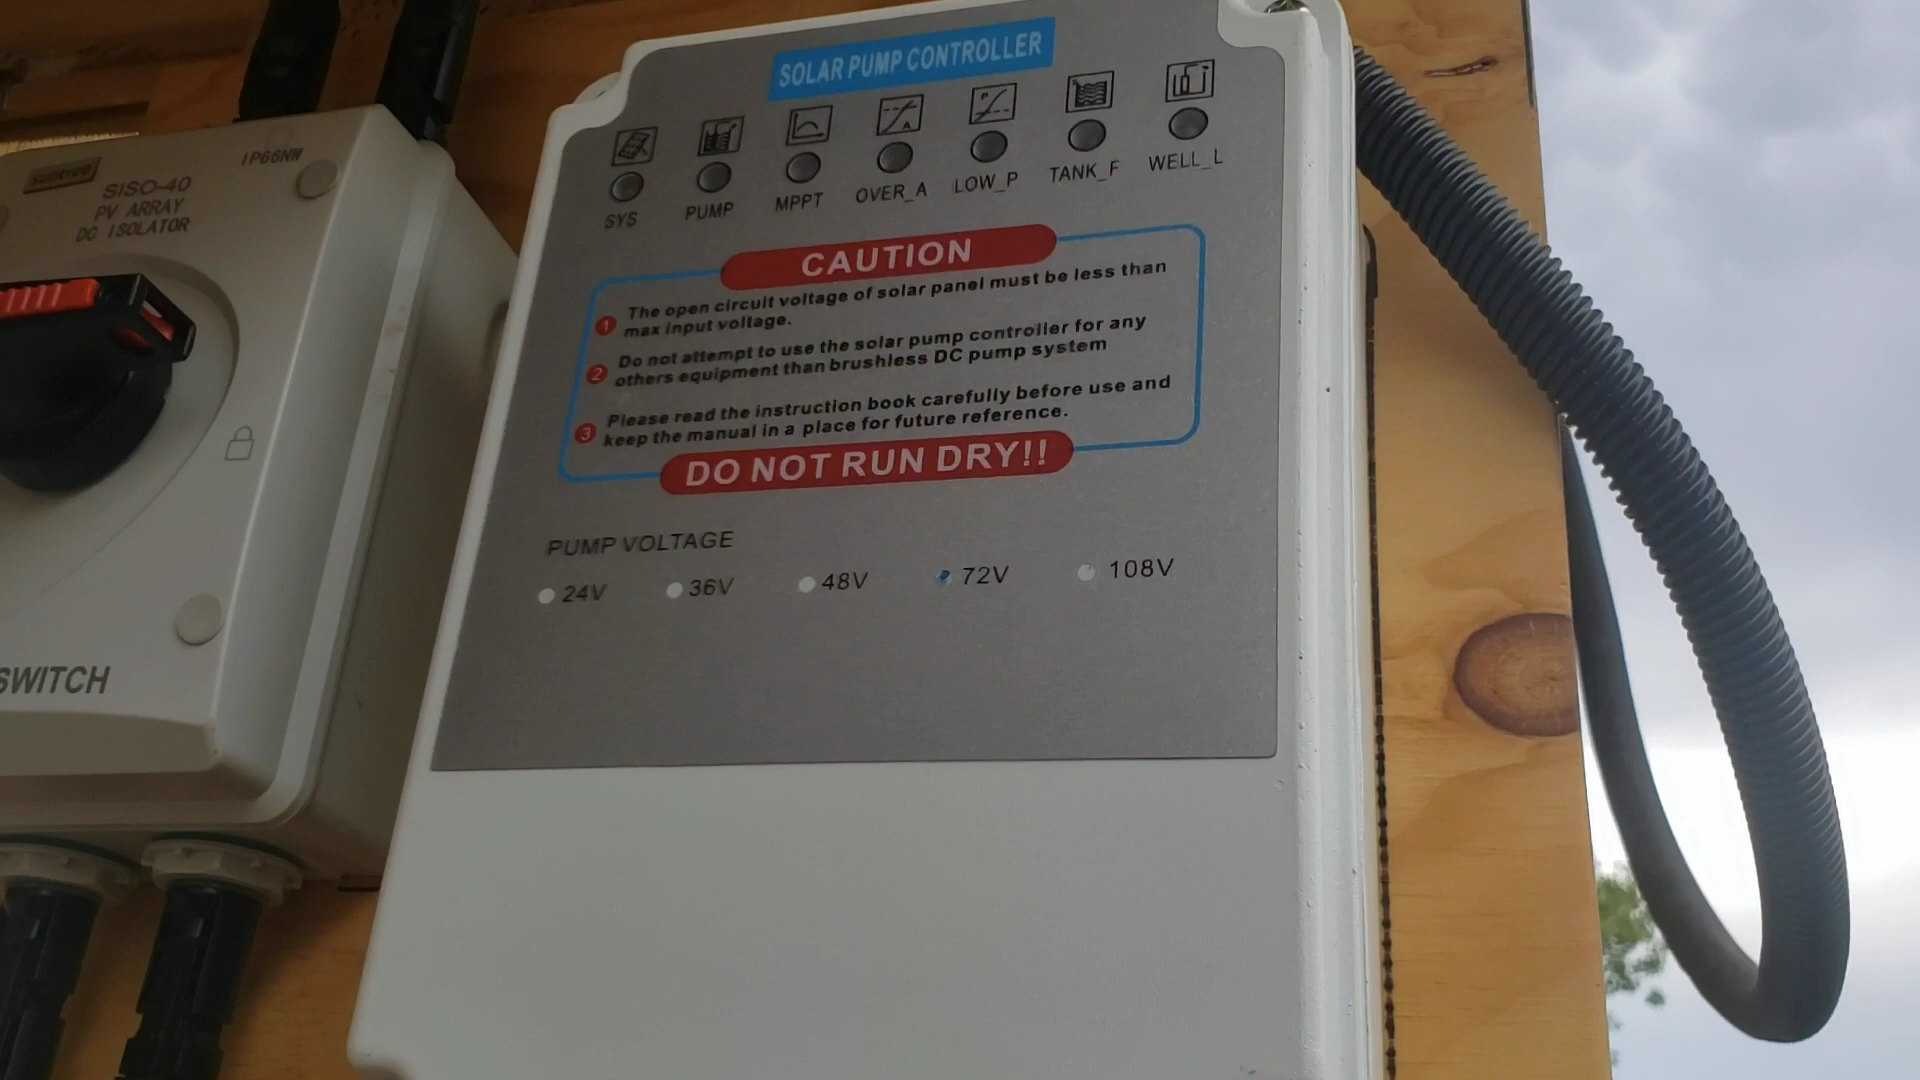 SOLAR PUMP CONTROLLER
SYS
PUMP
MPPT
OVER_A
LOW_P
TANK_F
WELL_L
CAUTION
1 The open circuit voltage of solar panel must be less than
max input voltage.
2 Do not attempt to use the solar pump controller for any
others equipment than brushless DC pump system
3 Please read the instruction book carefully before use and
keep the manual in a place for future reference.
DO NOT RUN DRY!!
PUMP VOLTAGE
24V
36V
48V
72V
108V
suntree
IP66NW
SISO-40
PV ARRAY
DC ISOLATOR
SWITCH